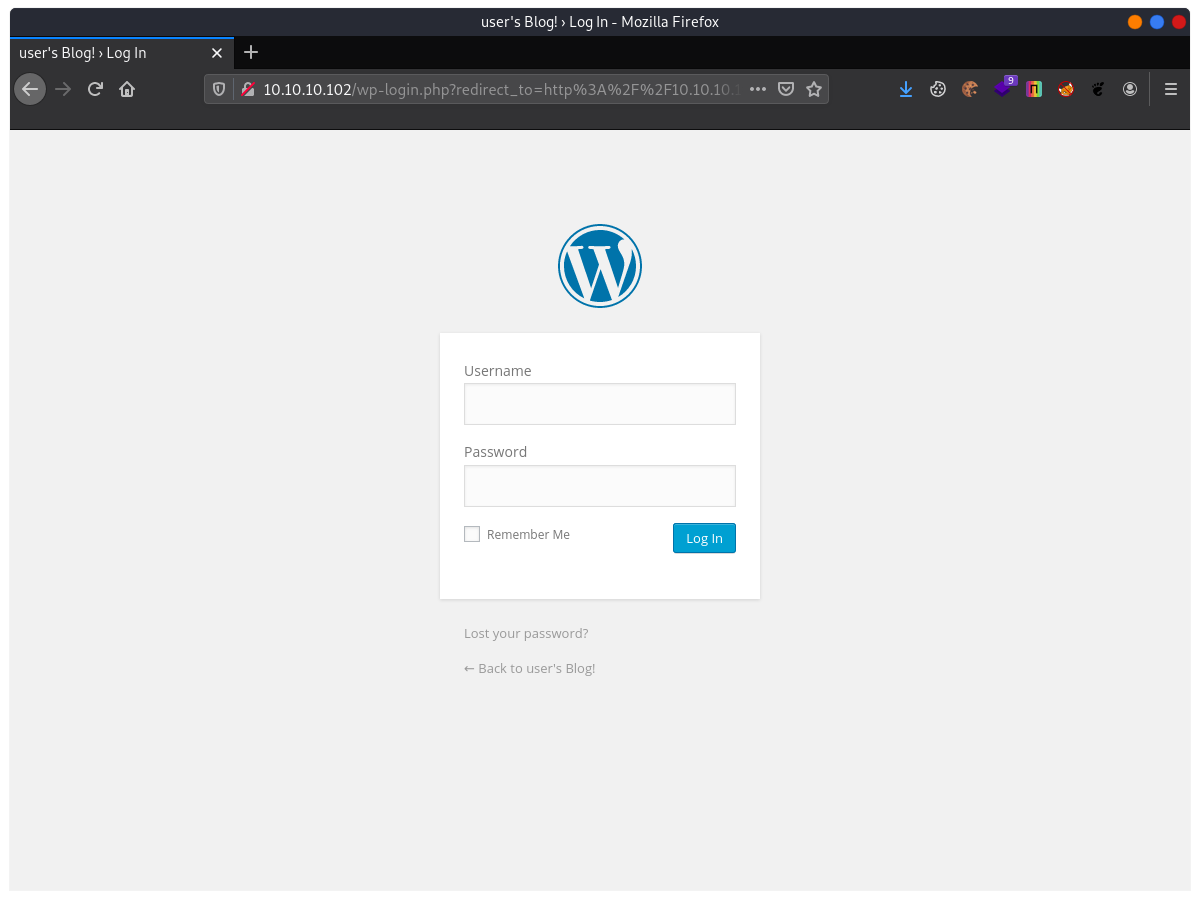 user's Blog! › Log In - Mozilla Firefox
user's Blog! › Log In
10.10.10.102/wp-login.php?redirect_to=http%3A%2F%2F10.10.10.1
9
Username
Password
Remember Me
Log In
Lost your password?
← Back to user's Blog!